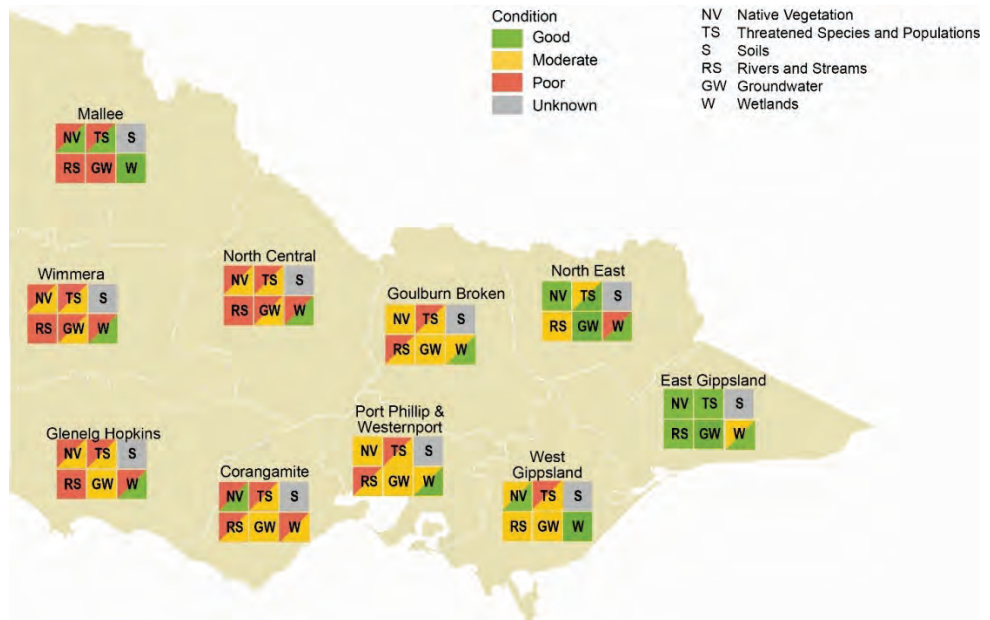 Condition
Good
Moderate
Poor
Unknown
NV Native Vegetation
TS Threatened Species and Populations
S Soils
RS Rivers and Streams
GW Groundwater
W Wetlands
Mallee
NV TS S
RS GW W
Wimmera
NV TS S
RS GW W
North Central
NV TS S
RS GW W
Goulburn Broken
NV TS S
RS GW W
North East
NV TS S
RS GW W
East Gippsland
NV TS S
RS GW W
Glenelg Hopkins
NV TS S
RS GW W
Corangamite
NV TS S
RS GW W
Port Phillip &
Westernport
NV TS S
RS GW W
West
Gippsland
NV TS S
RS GW W